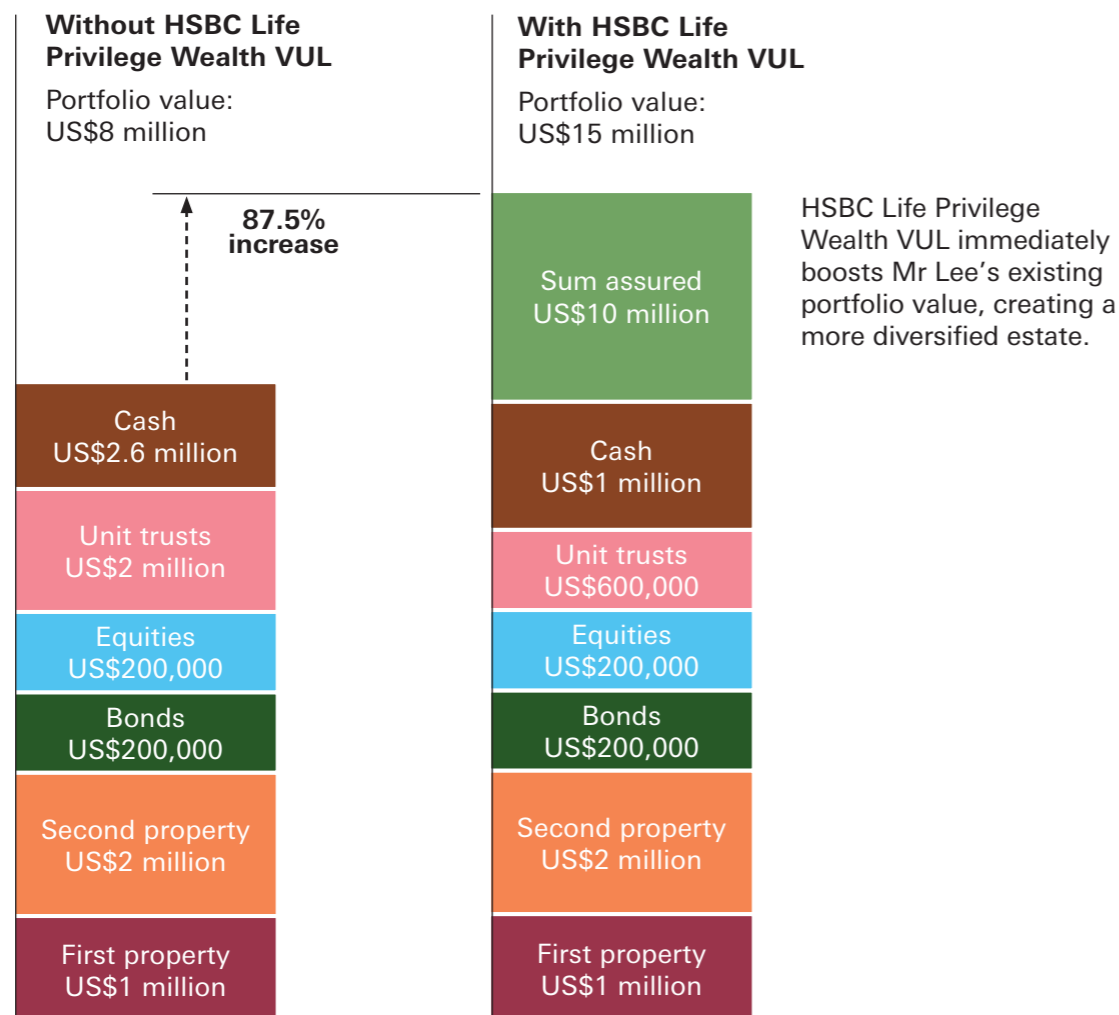 Without HSBC Life
Privilege Wealth VUL
Portfolio value:
US$8 million
87.5%
increase
Cash
US$2.6 million
Unit trusts
US$2 million
Equities
US$200,000
Bonds
US$200,000
Second property
US$2 million
First property
US$1 million
With HSBC Life
Privilege Wealth VUL
Portfolio value:
US$15 million
Sum assured
US$10 million
Cash
US$1 million
Unit trusts
US$600,000
Equities
US$200,000
Bonds
US$200,000
Second property
US$2 million
First property
US$1 million
HSBC Life Privilege
Wealth VUL immediately
boosts Mr Lee’s existing
portfolio value, creating a
more diversified estate.